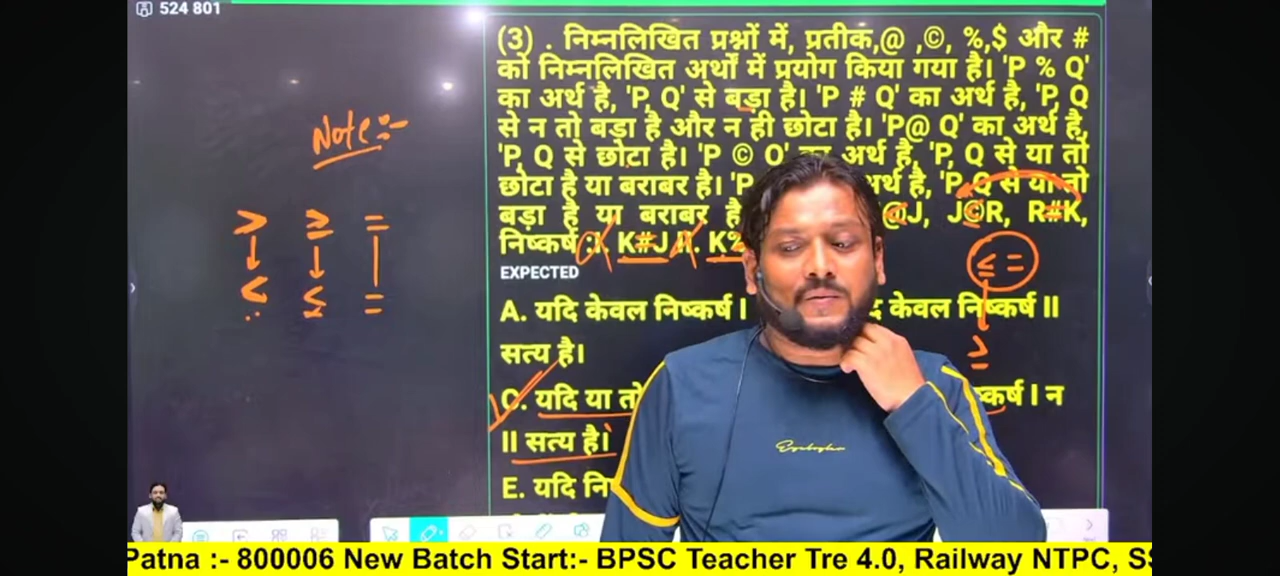 524 801
(3) . निम्नलिखित प्रश्नों में, प्रतीक,@ ,©, %,$ और #
को निम्नलिखित अर्थों में प्रयोग किया गया है। 'P % Q'
का अर्थ है, 'P, Q' से बड़ा है। 'P # Q' का अर्थ है, 'P, Q
से न तो बड़ा है और न ही छोटा है। 'P@ Q' का अर्थ है,
'P, Q से छोटा है। 'P © Q' का अर्थ है, 'P, Q से या तो
छोटा है या बराबर है। 'P अर्थ है, 'P, Q से या तो
बड़ा है या बराबर है @J, J©R, R#K,
निष्कर्ष :I. K#J II. K%
EXPECTED
Note:-
> ≥ =
< ≤ =
≤ =
≥
A. यदि केवल निष्कर्ष I केवल निष्कर्ष II
सत्य है।
C. यदि या तो निष्कर्ष I न
II सत्य है।
E. यदि
Patna :- 800006 New Batch Start:- BPSC Teacher Tre 4.0, Railway NTPC,